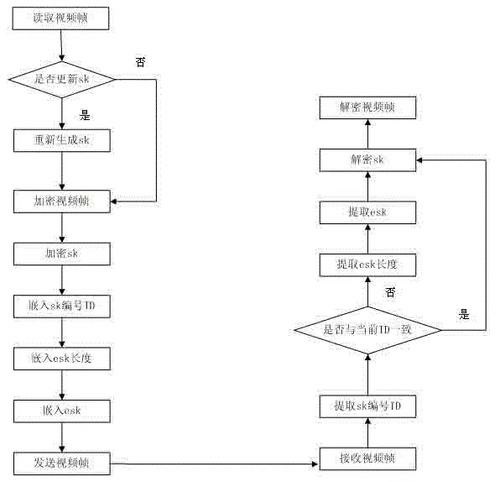 读取视频帧
是否更新sk
否
是
重新生成sk
加密视频帧
加密sk
嵌入sk编号ID
嵌入esk长度
嵌入esk
发送视频帧
解密视频帧
解密sk
提取esk
提取esk长度
否
是否与当前ID一致
是
提取sk编号ID
接收视频帧